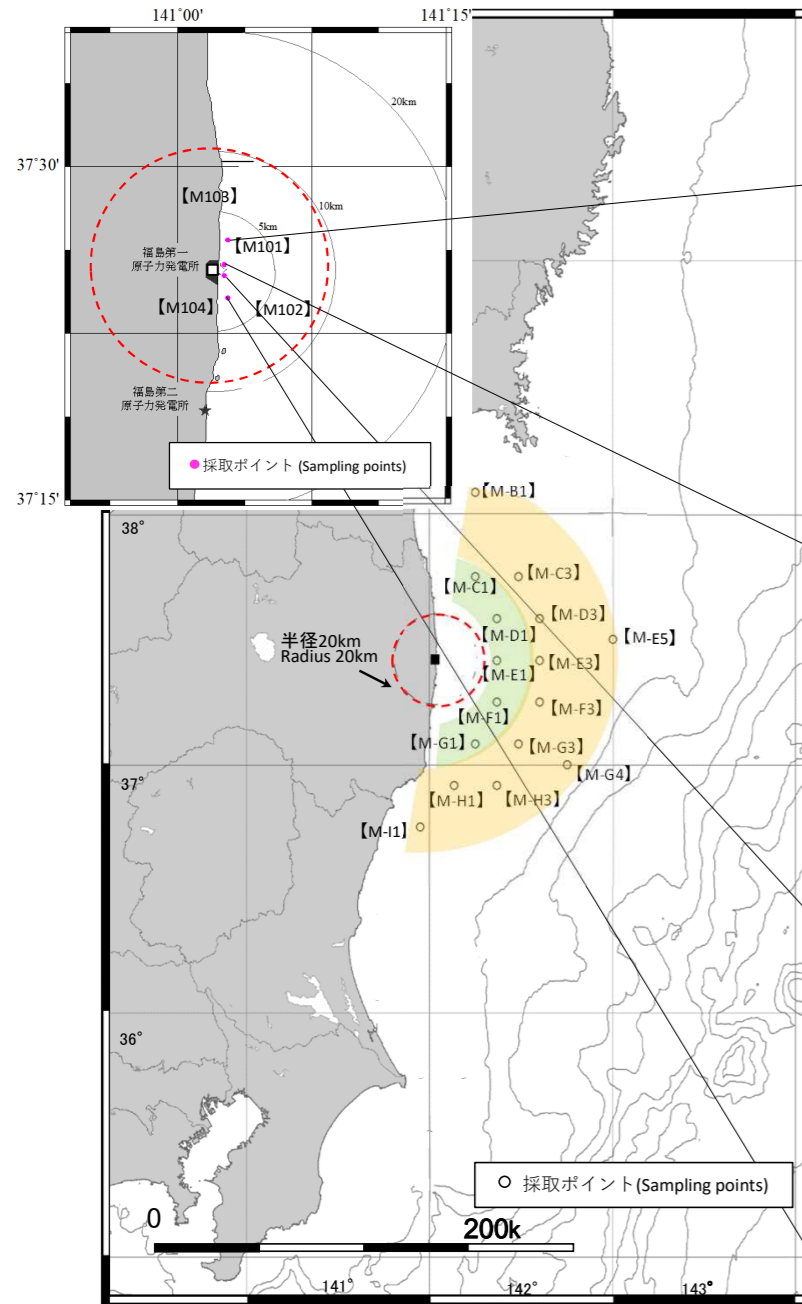 141°00'
141°15'
20km
37°30'
【M103】
10km
5km
【M101】
福島第一
原子力発電所
【M104】
【M102】
福島第二
原子力発電所
採取ポイント (Sampling points)
37°15'
【M-B1】
38°
【M-C1】
【M-C3】
【M-D3】
【M-D1】
【M-E5】
半径20km
Radius 20km
【M-E3】
【M-E1】
【M-F1】
【M-F3】
【M-G1】
【M-G3】
37°
【M-G4】
【M-H1】
【M-H3】
【M-I1】
36°
採取ポイント(Sampling points)
0
200k
141°
142°
143°